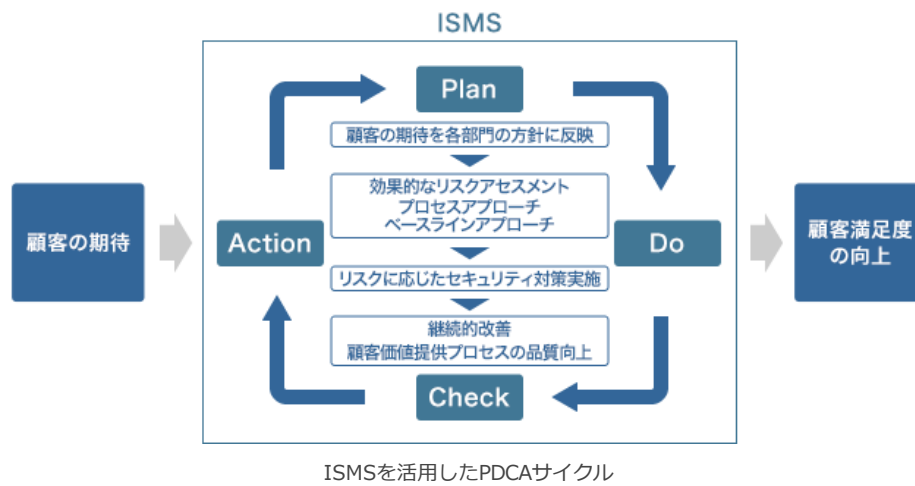 ISMS
Plan
顧客の期待を各部門の方針に反映
効果的なリスクアセスメント
プロセスアプローチ
ベースラインアプローチ
顧客の期待
Action
Do
顧客満足度
の向上
リスクに応じたセキュリティ対策実施
継続的改善
顧客価値提供プロセスの品質向上
Check
ISMSを活用したPDCAサイクル